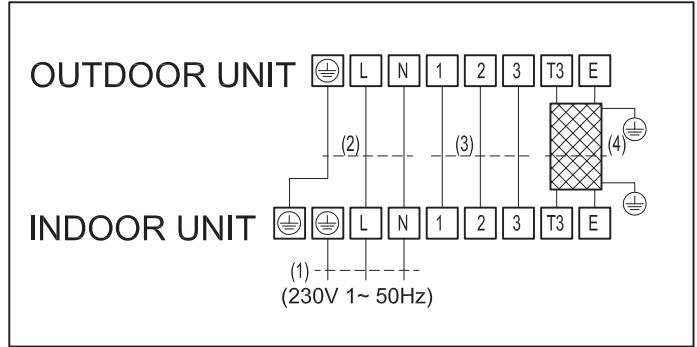 OUTDOOR UNIT L N 1 2 3 T3 E
(2) (3) (4)
INDOOR UNIT L N 1 2 3 T3 E
(1)
(230V 1~ 50Hz)